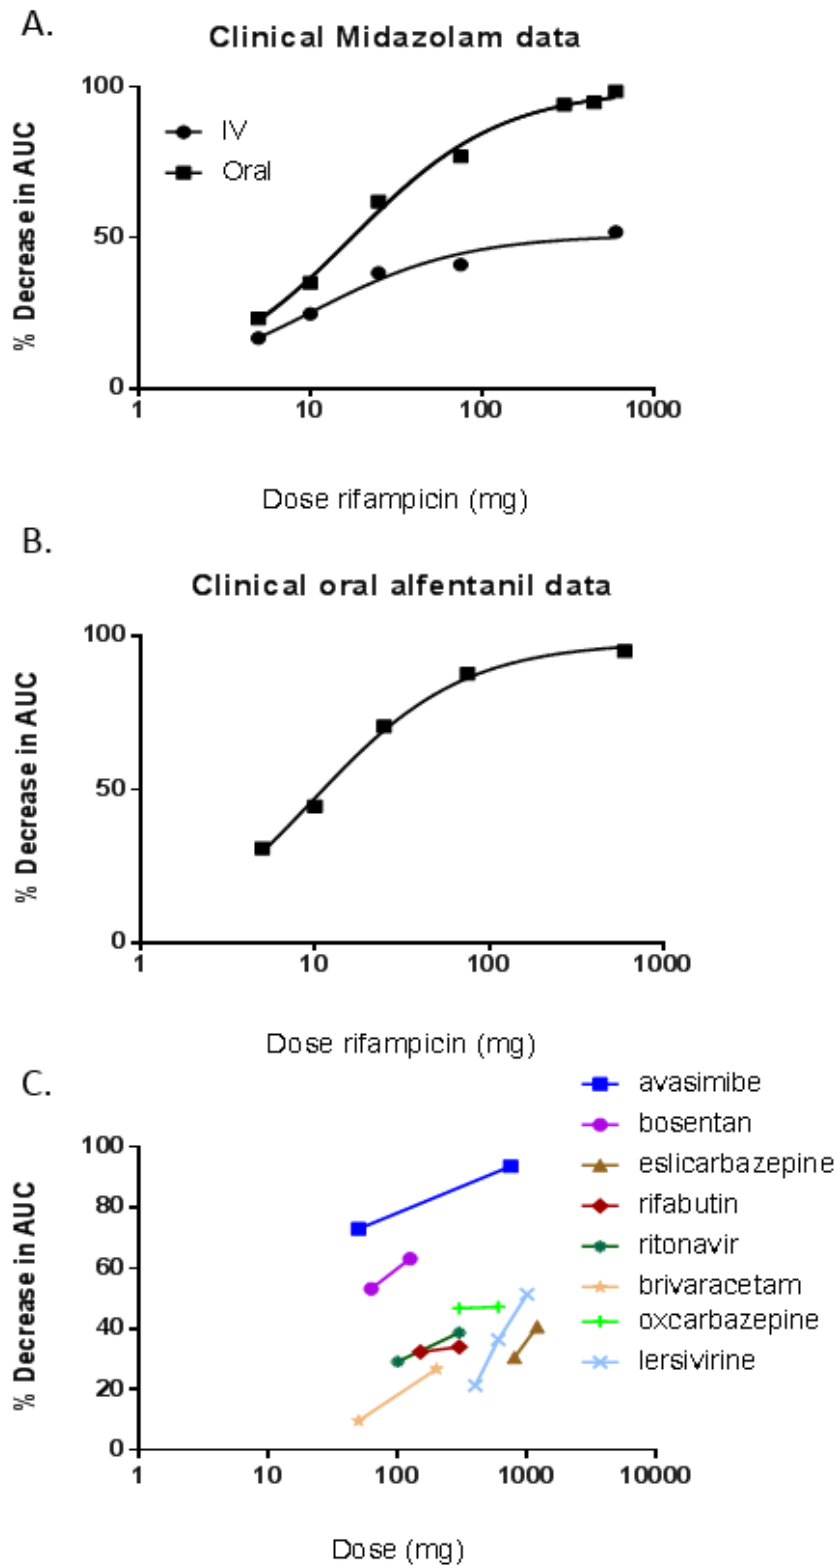 A.
Clinical Midazolam data
% Decrease in AUC
100
50
0
IV
Oral
1 10 100 1000
Dose rifampicin (mg)
B.
Clinical oral alfentanil data
% Decrease in AUC
100
50
0
1 10 100 1000
Dose rifampicin (mg)
C.
avasimibe
bosentan
eslicarbazepine
rifabutin
ritonavir
brivaracetam
oxcarbazepine
lersivirine
% Decrease in AUC
100
80
60
40
20
0
1 10 100 1000 10000
Dose (mg)